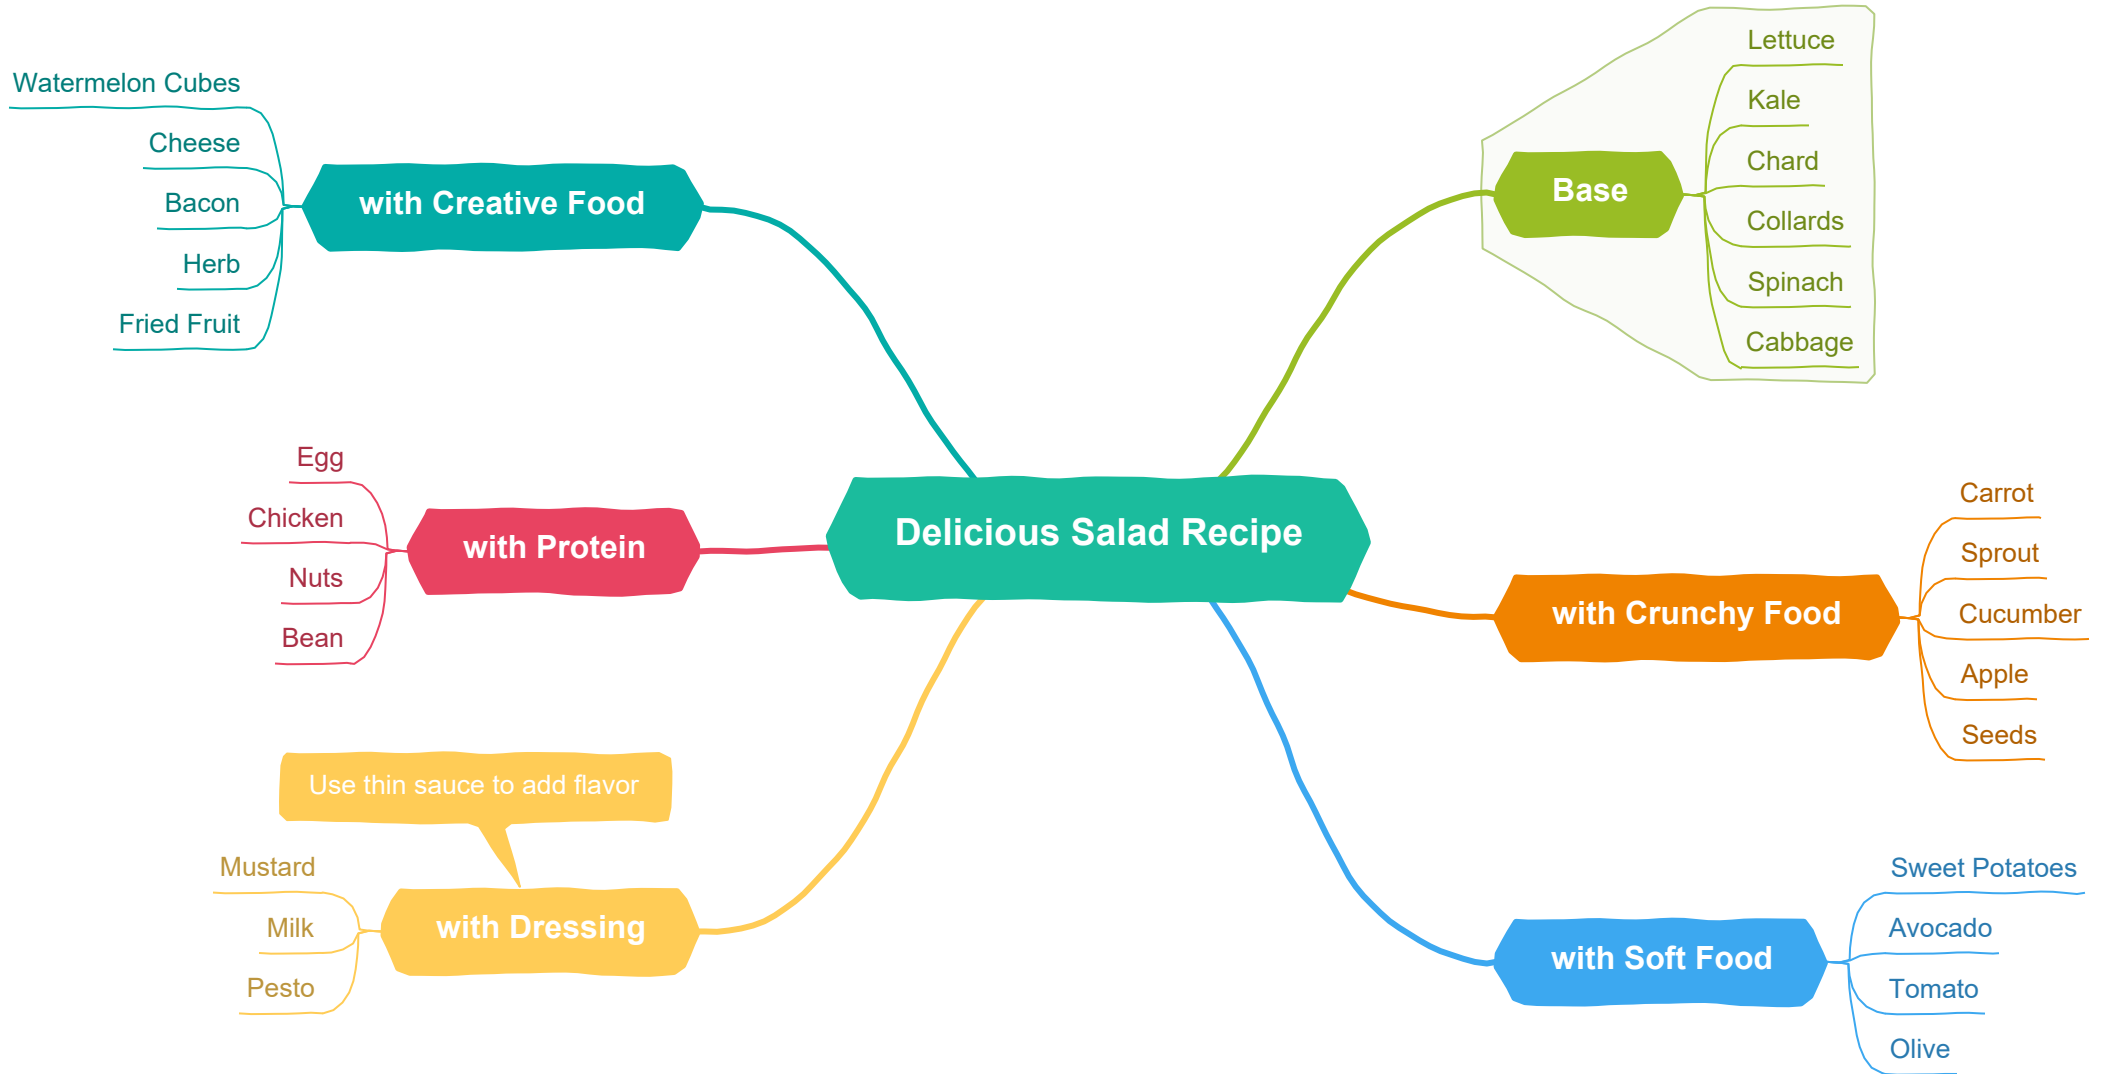 Delicious Salad Recipe
Base
Lettuce
Kale
Chard
Collards
Spinach
Cabbage
with Crunchy Food
Carrot
Sprout
Cucumber
Apple
Seeds
with Soft Food
Sweet Potatoes
Avocado
Tomato
Olive
with Creative Food
Watermelon Cubes
Cheese
Bacon
Herb
Fried Fruit
with Protein
Egg
Chicken
Nuts
Bean
Use thin sauce to add flavor
with Dressing
Mustard
Milk
Pesto